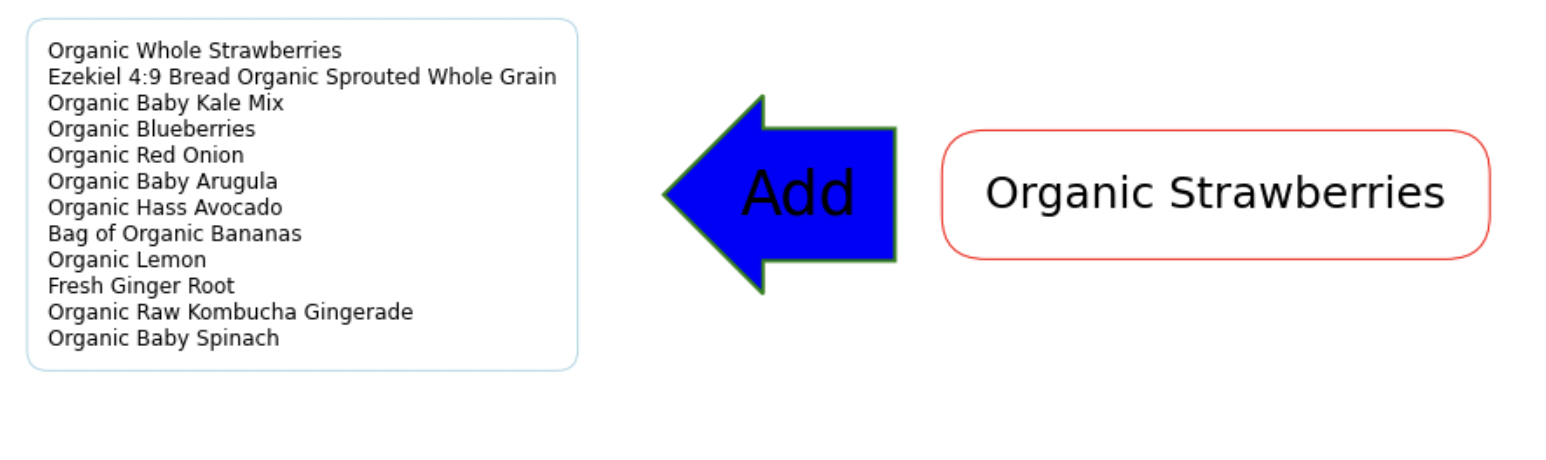 Organic Whole Strawberries
Ezekiel 4:9 Bread Organic Sprouted Whole Grain
Organic Baby Kale Mix
Organic Blueberries
Organic Red Onion
Organic Baby Arugula
Organic Hass Avocado
Bag of Organic Bananas
Organic Lemon
Fresh Ginger Root
Organic Raw Kombucha Gingerade
Organic Baby Spinach
Add
Organic Strawberries